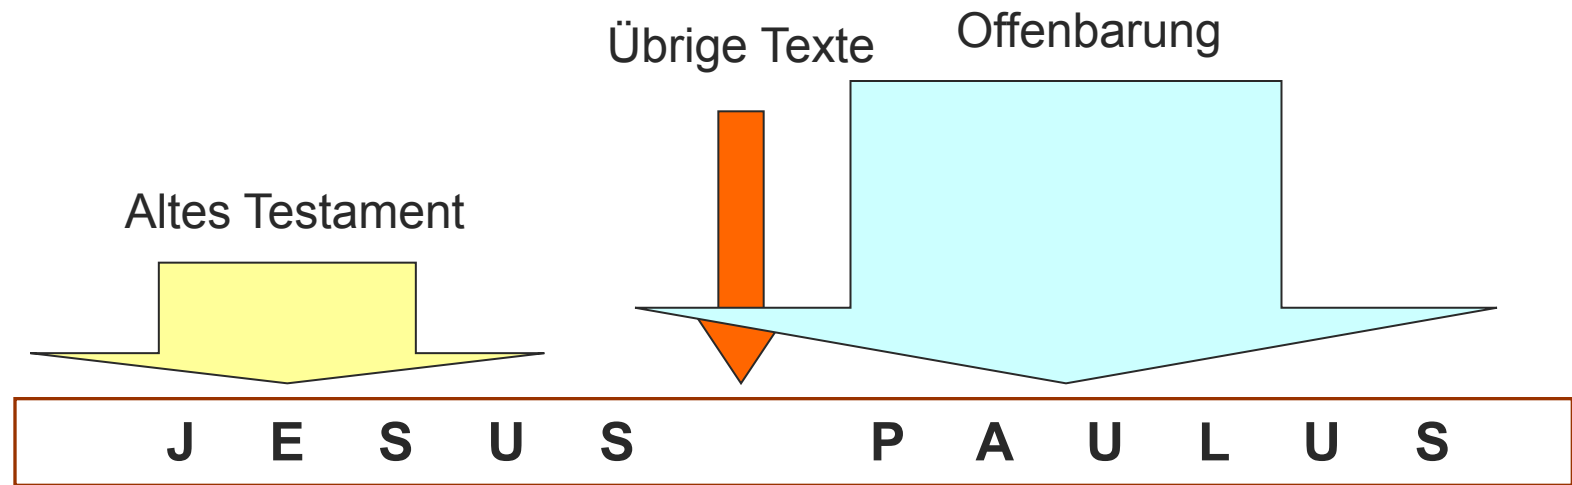 Übrige Texte
Offenbarung
Altes Testament
J E S U S P A U L U S